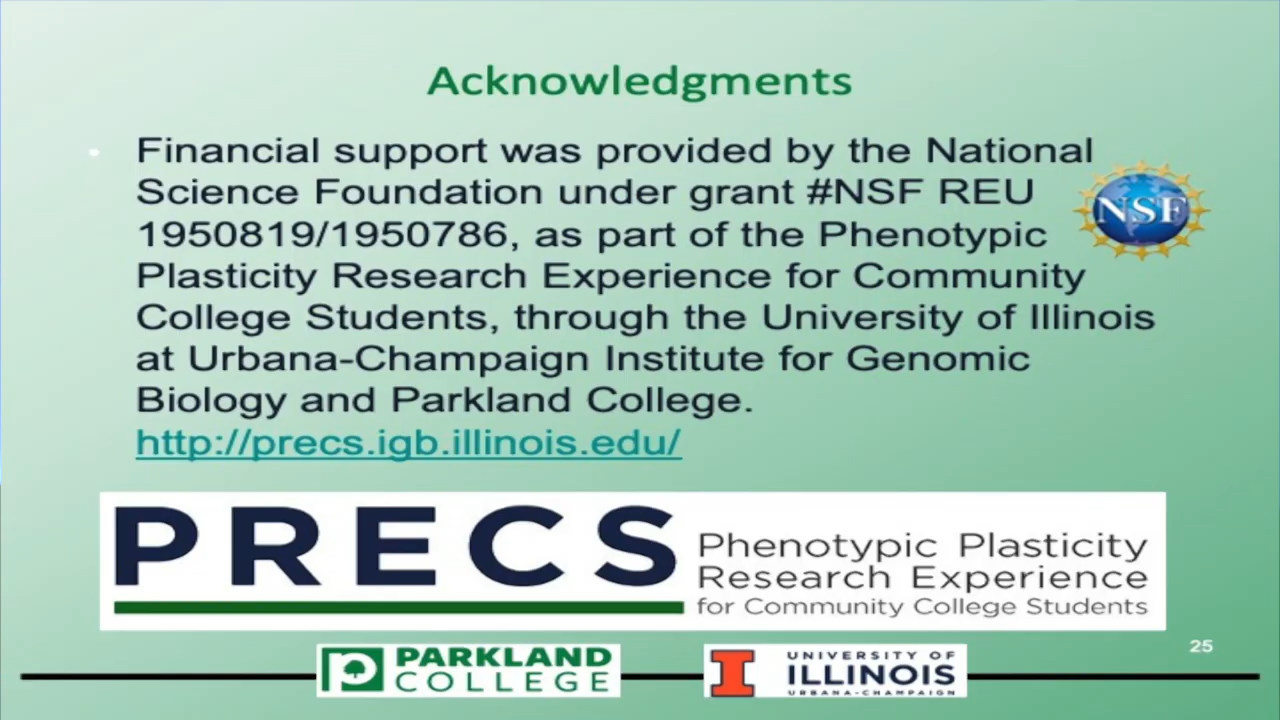 Acknowledgments
• Financial support was provided by the National
Science Foundation under grant #NSF REU
1950819/1950786, as part of the Phenotypic
Plasticity Research Experience for Community
College Students, through the University of Illinois
at Urbana-Champaign Institute for Genomic
Biology and Parkland College.
http://precs.igb.illinois.edu/
NSF
PRECS
Phenotypic Plasticity
Research Experience
for Community College Students
25
PARKLAND
COLLEGE
I
UNIVERSITY OF
ILLINOIS
URBANA-CHAMPAIGN